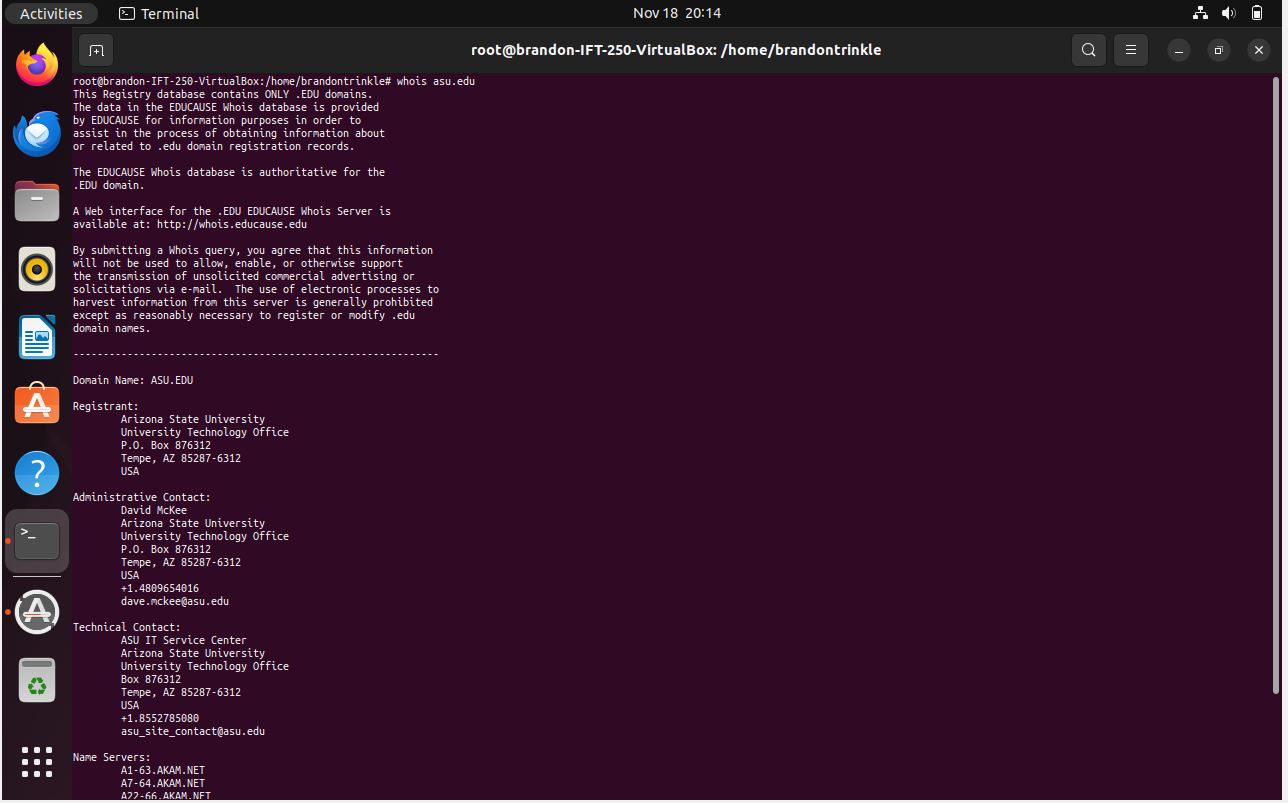 Activities
Terminal
Nov 18 20:14
root@brandon-IFT-250-VirtualBox: /home/brandontrinkle
root@brandon-IFT-250-VirtualBox:/home/brandontrinkle# whois asu.edu
This Registry database contains ONLY .EDU domains.
The data in the EDUCAUSE Whois database is provided
by EDUCAUSE for information purposes in order to
assist in the process of obtaining information about
or related to .edu domain registration records.
The EDUCAUSE Whois database is authoritative for the
.EDU domain.
A Web interface for the .EDU EDUCAUSE Whois Server is
available at: http://whois.educause.edu
By submitting a Whois query, you agree that this information
will not be used to allow, enable, or otherwise support
the transmission of unsolicited commercial advertising or
solicitations via e-mail.  The use of electronic processes to
harvest information from this server is generally prohibited
except as reasonably necessary to register or modify .edu
domain names.
-------------------------------------------------------------
Domain Name: ASU.EDU
Registrant:
Arizona State University
University Technology Office
P.O. Box 876312
Tempe, AZ 85287-6312
USA
Administrative Contact:
David McKee
Arizona State University
University Technology Office
P.O. Box 876312
Tempe, AZ 85287-6312
USA
+1.4809654016
dave.mckee@asu.edu
Technical Contact:
ASU IT Service Center
Arizona State University
University Technology Office
Box 876312
Tempe, AZ 85287-6312
USA
+1.8552785080
asu_site_contact@asu.edu
Name Servers:
A1-63.AKAM.NET
A7-64.AKAM.NET
A22-66.AKAM.NET